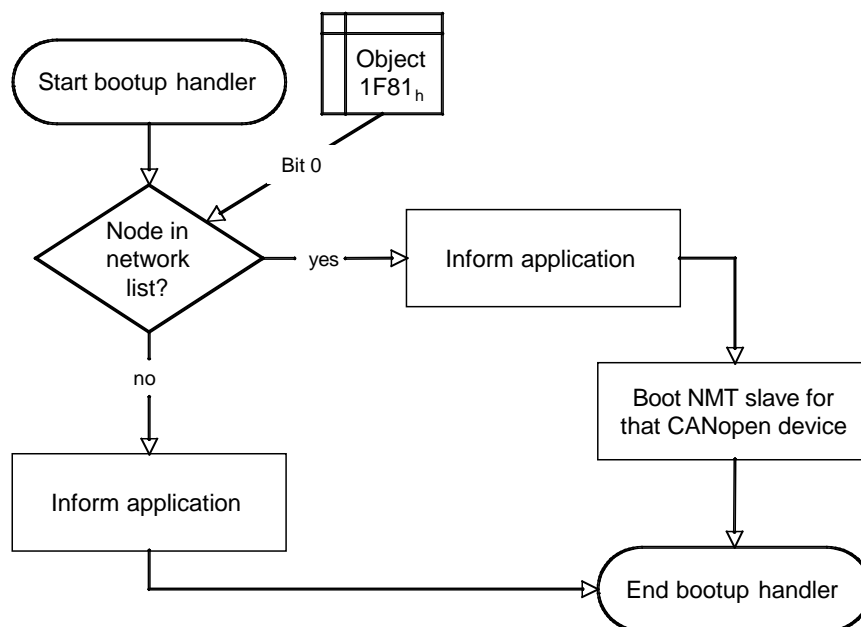 Start bootup handler
Object
1F81h
Bit 0
Node in
network
list?
yes
Inform application
no
Boot NMT slave for
that CANopen device
Inform application
End bootup handler